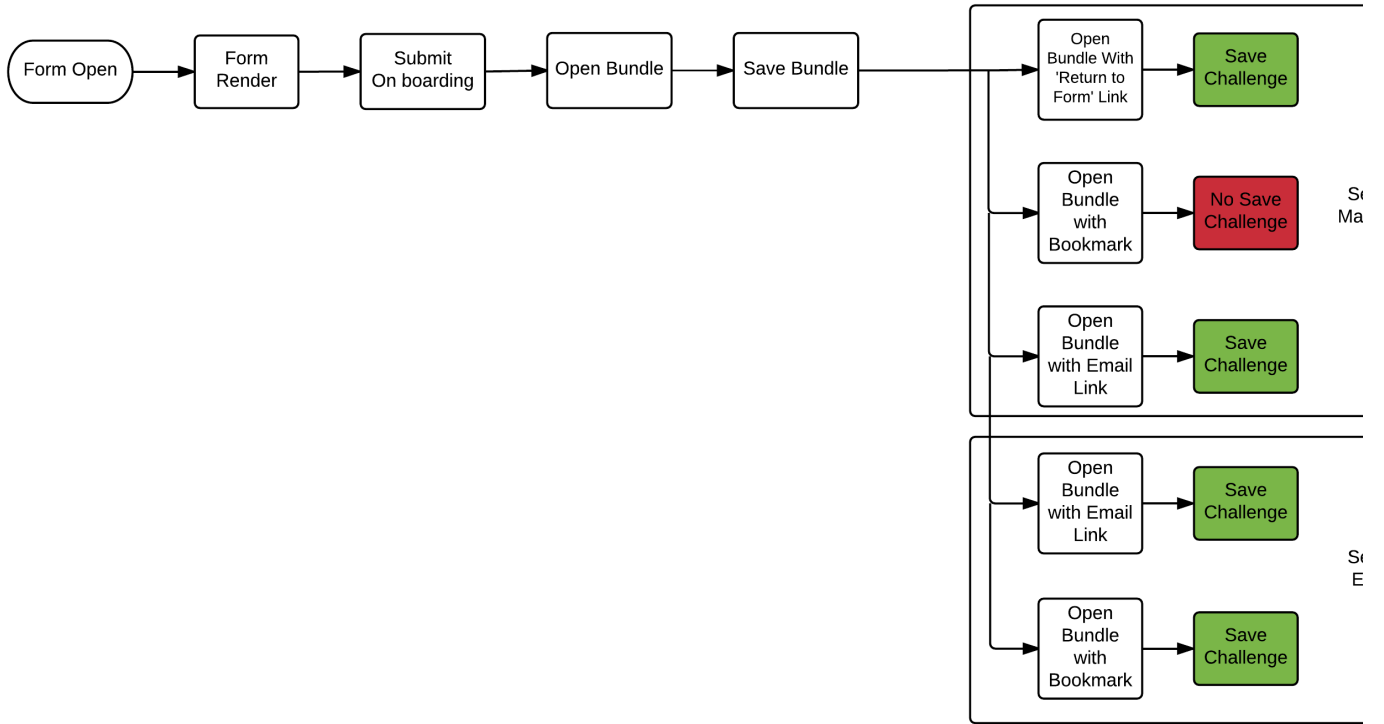 Form Open
Form
Render
Submit
On boarding
Open Bundle
Save Bundle
Open
Bundle With
'Return to
Form' Link
Save
Challenge
Open
Bundle
with
Bookmark
No Save
Challenge
Open
Bundle
with Email
Link
Save
Challenge
Open
Bundle
with Email
Link
Save
Challenge
Open
Bundle
with
Bookmark
Save
Challenge